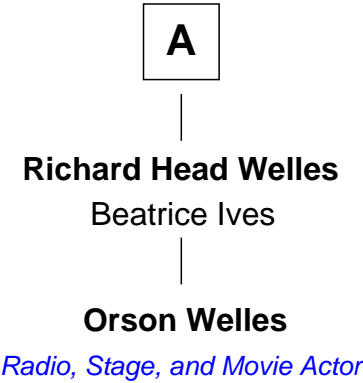 A
Richard Head Welles
Beatrice Ives
Orson Welles
Radio, Stage, and Movie Actor